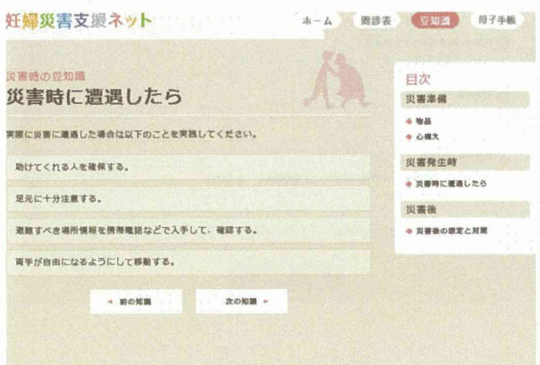 妊婦災害支援ネット
ホーム
問診表
豆知識
母子手帳
災害時の豆知識
災害時に遭遇したら
実際に災害に遭遇した場合は以下のことを実践してください。
助けてくれる人を確保する。
足元に十分注意する。
避難すべき場所情報を携帯電話などで入手して、確認する。
両手が自由になるようにして移動する。
前の知識
次の知識
目次
災害準備
物品
心構え
災害発生時
災害時に遭遇したら
災害後
災害後の想定と対策